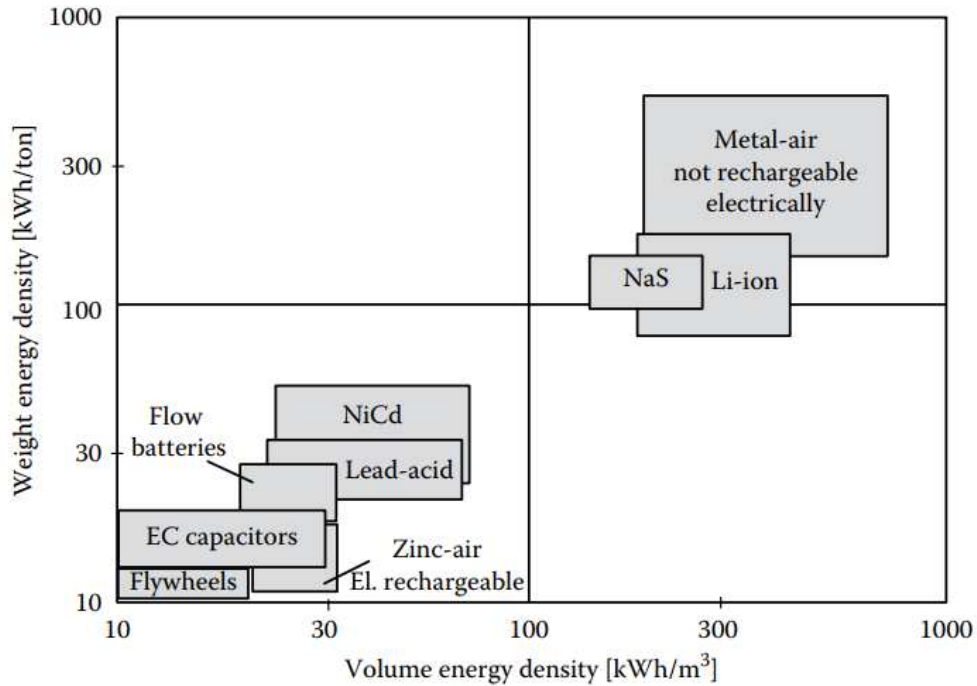 1000
Weight energy density [kWh/ton]
300
100
30
10
Metal-air
not rechargeable
electrically
NaS
Li-ion
NiCd
Flow
batteries
Lead-acid
EC capacitors
Zinc-air
El. rechargeable
Flywheels
10
30
100
300
1000
Volume energy density [kWh/m³]